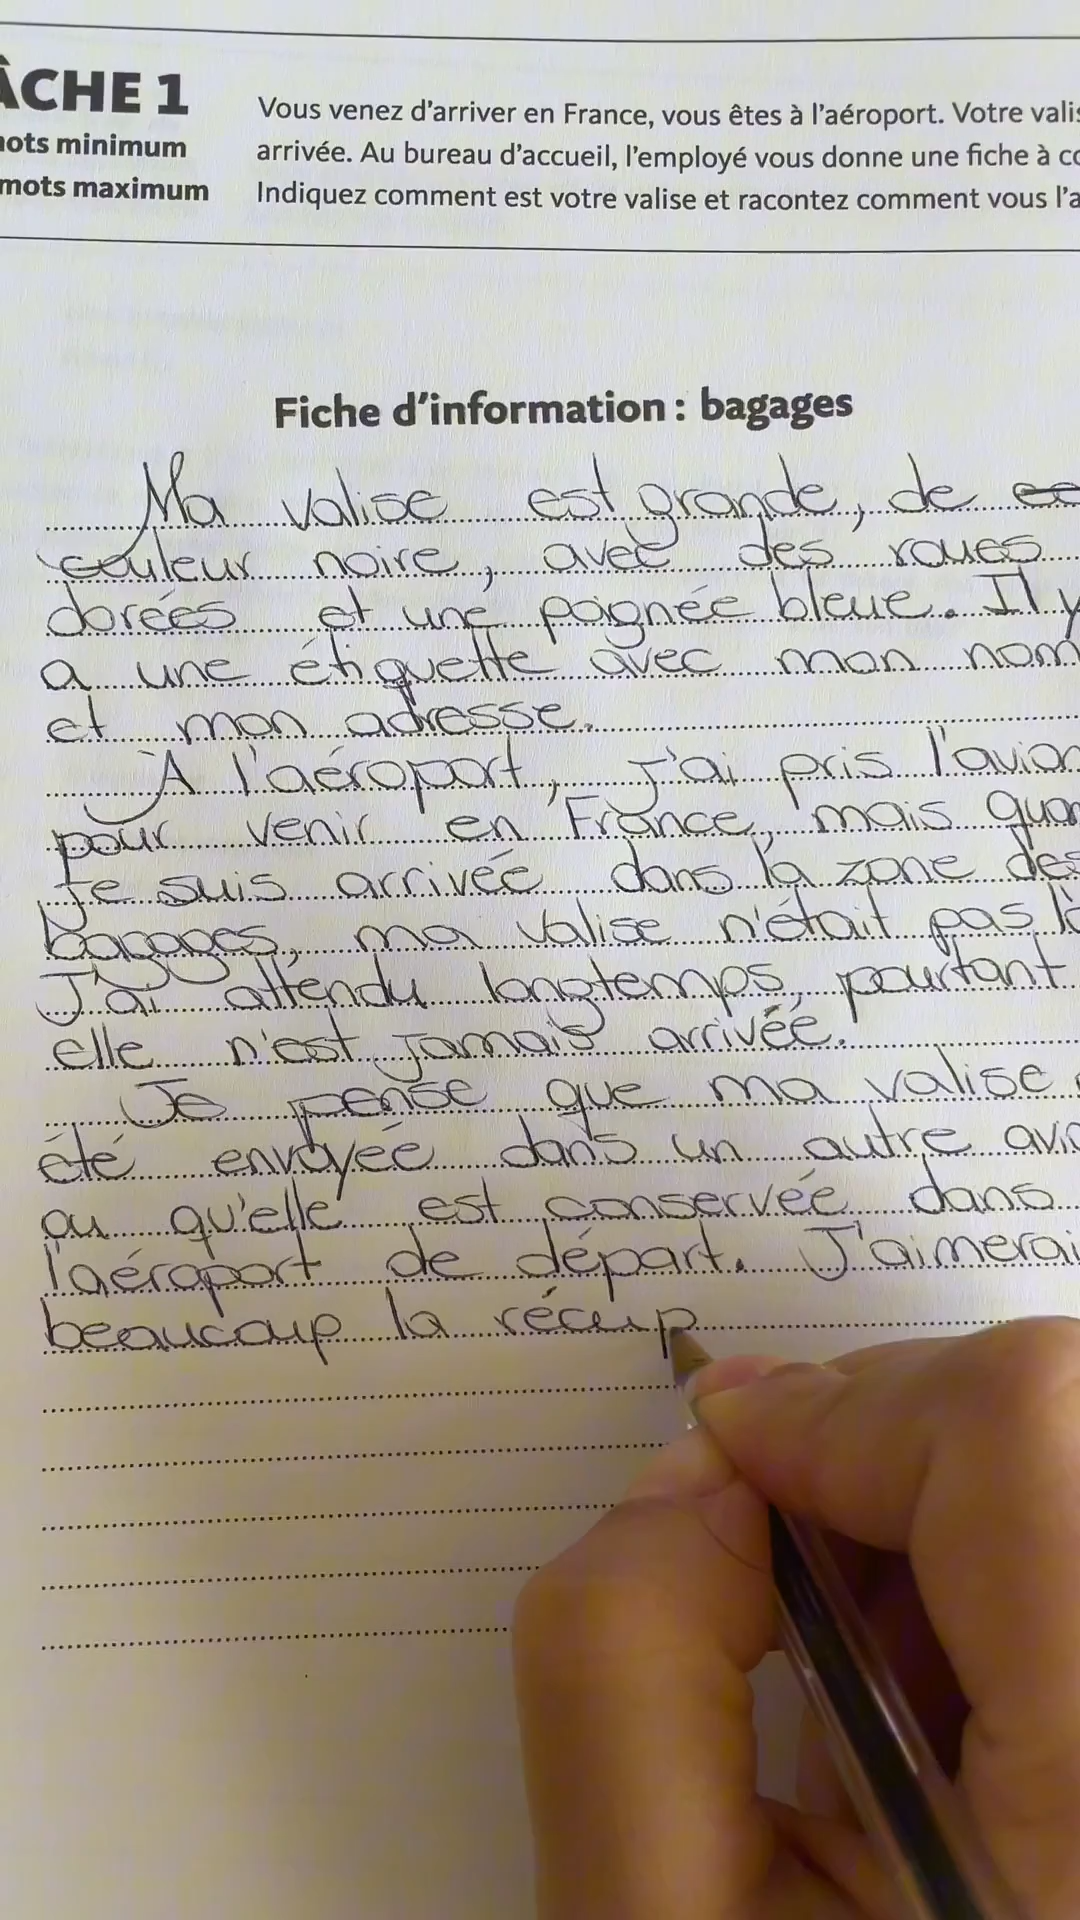 ÂCHE 1
mots minimum
mots maximum
Vous venez d'arriver en France, vous êtes à l'aéroport. Votre valis
arrivée. Au bureau d'accueil, l'employé vous donne une fiche à co
Indiquez comment est votre valise et racontez comment vous l'a
Fiche d'information : bagages
Ma valise est grande, de
couleur noire, avec des roues
dorées et une poignée bleue. Il y
a une étiquette avec mon nom
et mon adresse.
À l'aéroport, j'ai pris l'avion
pour venir en France, mais quan
je suis arrivée dans la zone des
bagages, ma valise n'était pas là
J'ai attendu longtemps, pourtant
elle n'est jamais arrivée.
Je pense que ma valise
été envoyée dans un autre avio
ou qu'elle est conservée dans
l'aéroport de départ. J'aimerai
beaucoup la récup